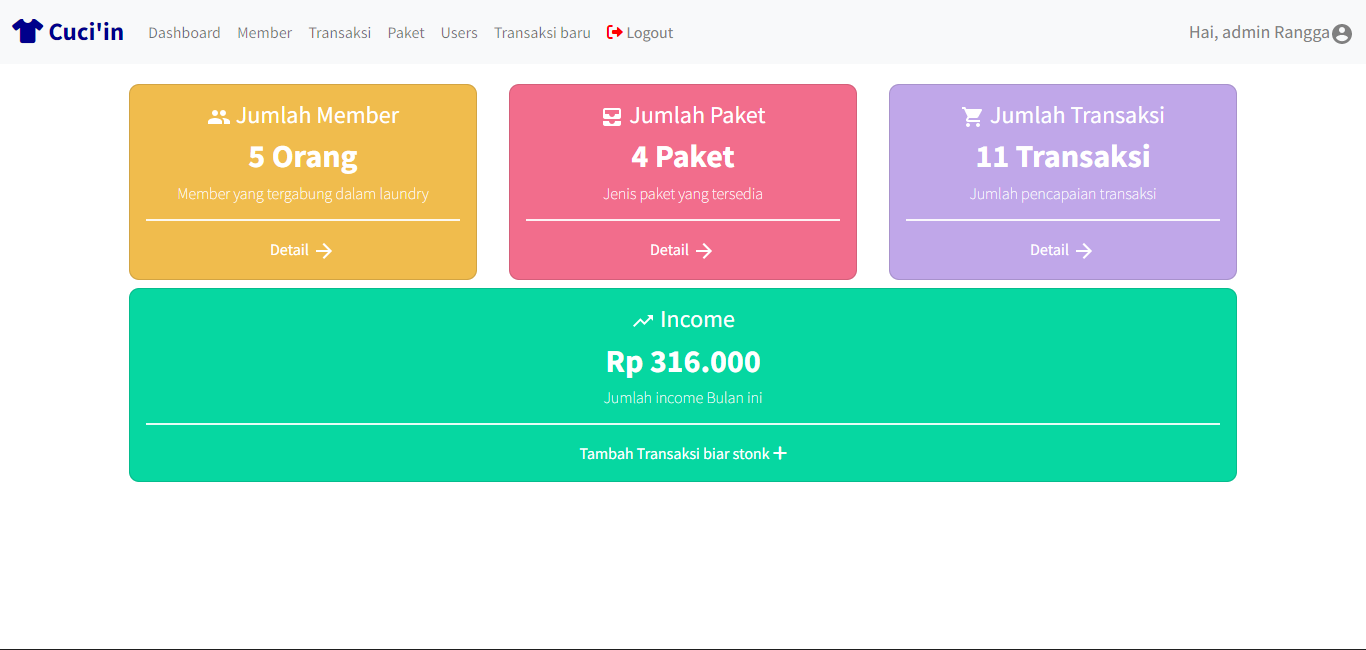 Cuci'in Dashboard Member Transaksi Paket Users Transaksi baru Logout Hai, admin Rangga
Jumlah Member
5 Orang
Member yang tergabung dalam laundry
Detail
Jumlah Paket
4 Paket
Jenis paket yang tersedia
Detail
Jumlah Transaksi
11 Transaksi
Jumlah pencapaian transaksi
Detail
Income
Rp 316.000
Jumlah income Bulan ini
Tambah Transaksi biar stonk